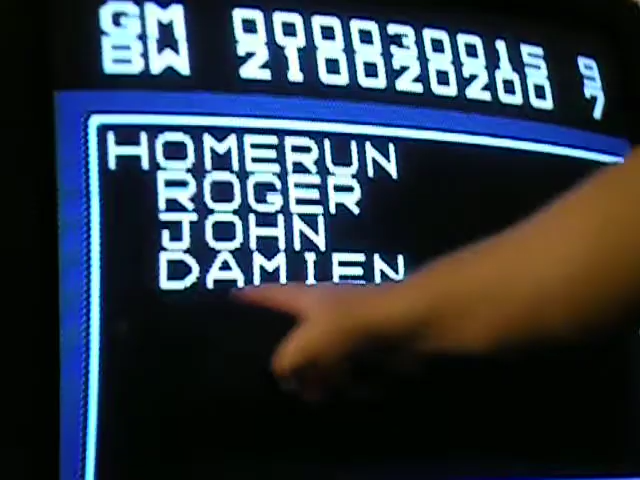 GM 000030015 9
BW 210020200 7
HOMERUN
ROGER
JOHN
DAMIEN